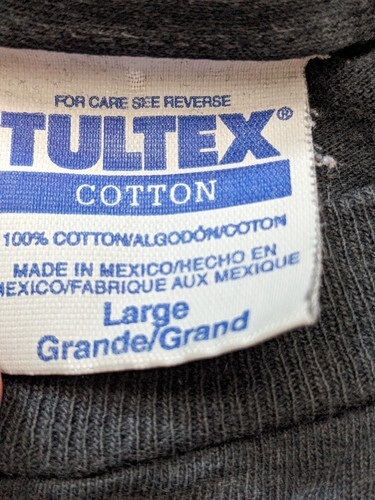 FOR CARE SEE REVERSE
TULTEX®
COTTON
100% COTTON/ALGODÓN/COTON
MADE IN MEXICO/HECHO EN
MEXICO/FABRIQUE AUX MEXIQUE
Large
Grande/Grand